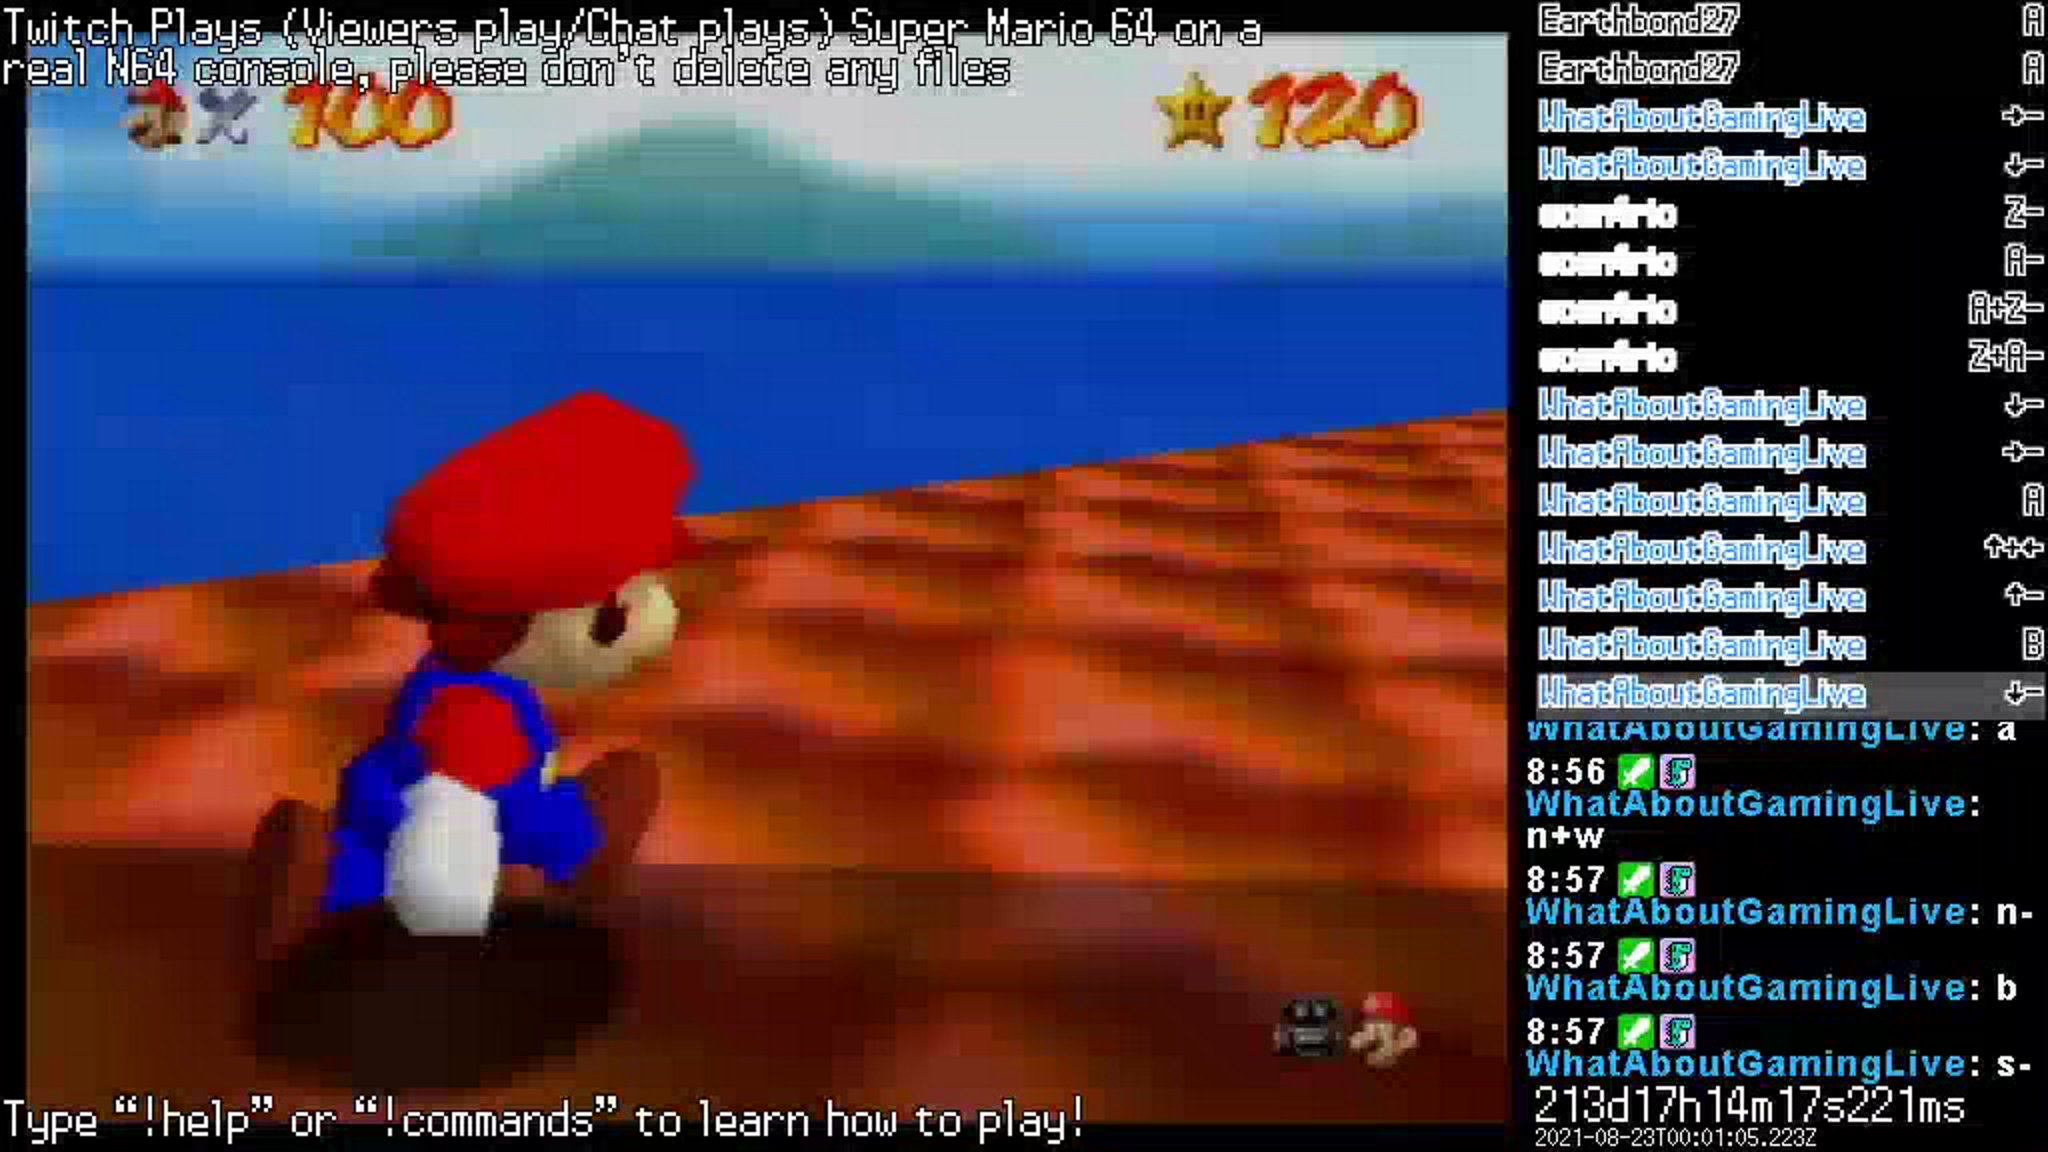 Twitch Plays (Viewers play/Chat plays) Super Mario 64 on a
real N64 console, please don't delete any files
100
120
Earthbond27 A
Earthbond27 A
WhatAboutGamingLive →-
WhatAboutGamingLive ↓-
Z-
A-
A+Z-
Z+A-
WhatAboutGamingLive ↓-
WhatAboutGamingLive →-
WhatAboutGamingLive A
WhatAboutGamingLive ↑+←
WhatAboutGamingLive ↑-
WhatAboutGamingLive B
WhatAboutGamingLive ↓-
WhatAboutGamingLive: a
8:56
WhatAboutGamingLive:
n+w
8:57
WhatAboutGamingLive: n-
8:57
WhatAboutGamingLive: b
8:57
WhatAboutGamingLive: s-
213d17h14m17s221ms
2021-08-23T00:01:05.223Z
Type “!help” or “!commands” to learn how to play!